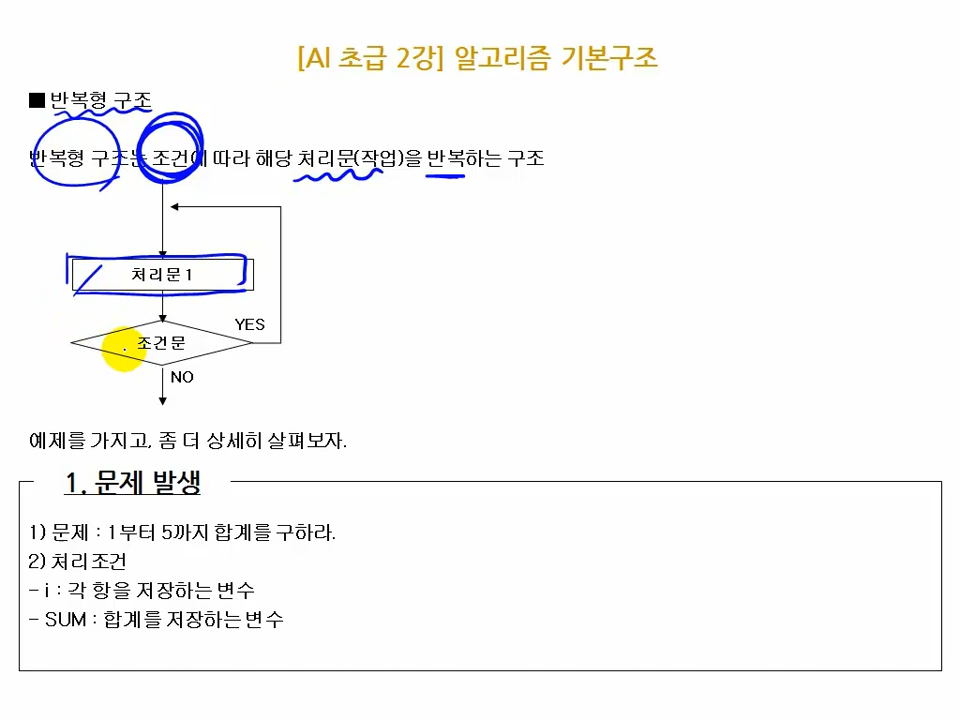 [AI 초급 2강] 알고리즘 기본구조
■ 반복형 구조
반복형 구조는 조건에 따라 해당 처리문(작업)을 반복하는 구조
처리문1
YES
조건문
NO
예제를 가지고, 좀 더 상세히 살펴보자.
1. 문제 발생
1) 문제 : 1부터 5까지 합계를 구하라.
2) 처리조건
- i : 각 항을 저장하는 변수
- SUM : 합계를 저장하는 변수